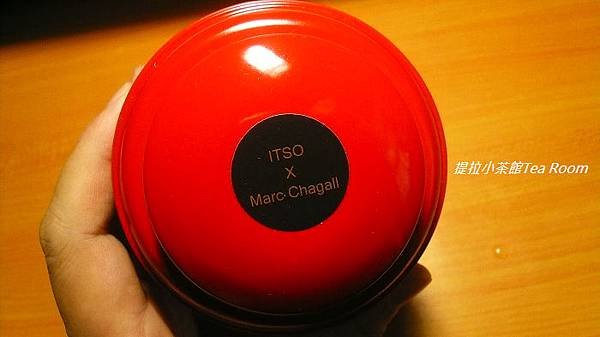 ITSO
X
Marc Chagall
提拉小茶館Tea Room